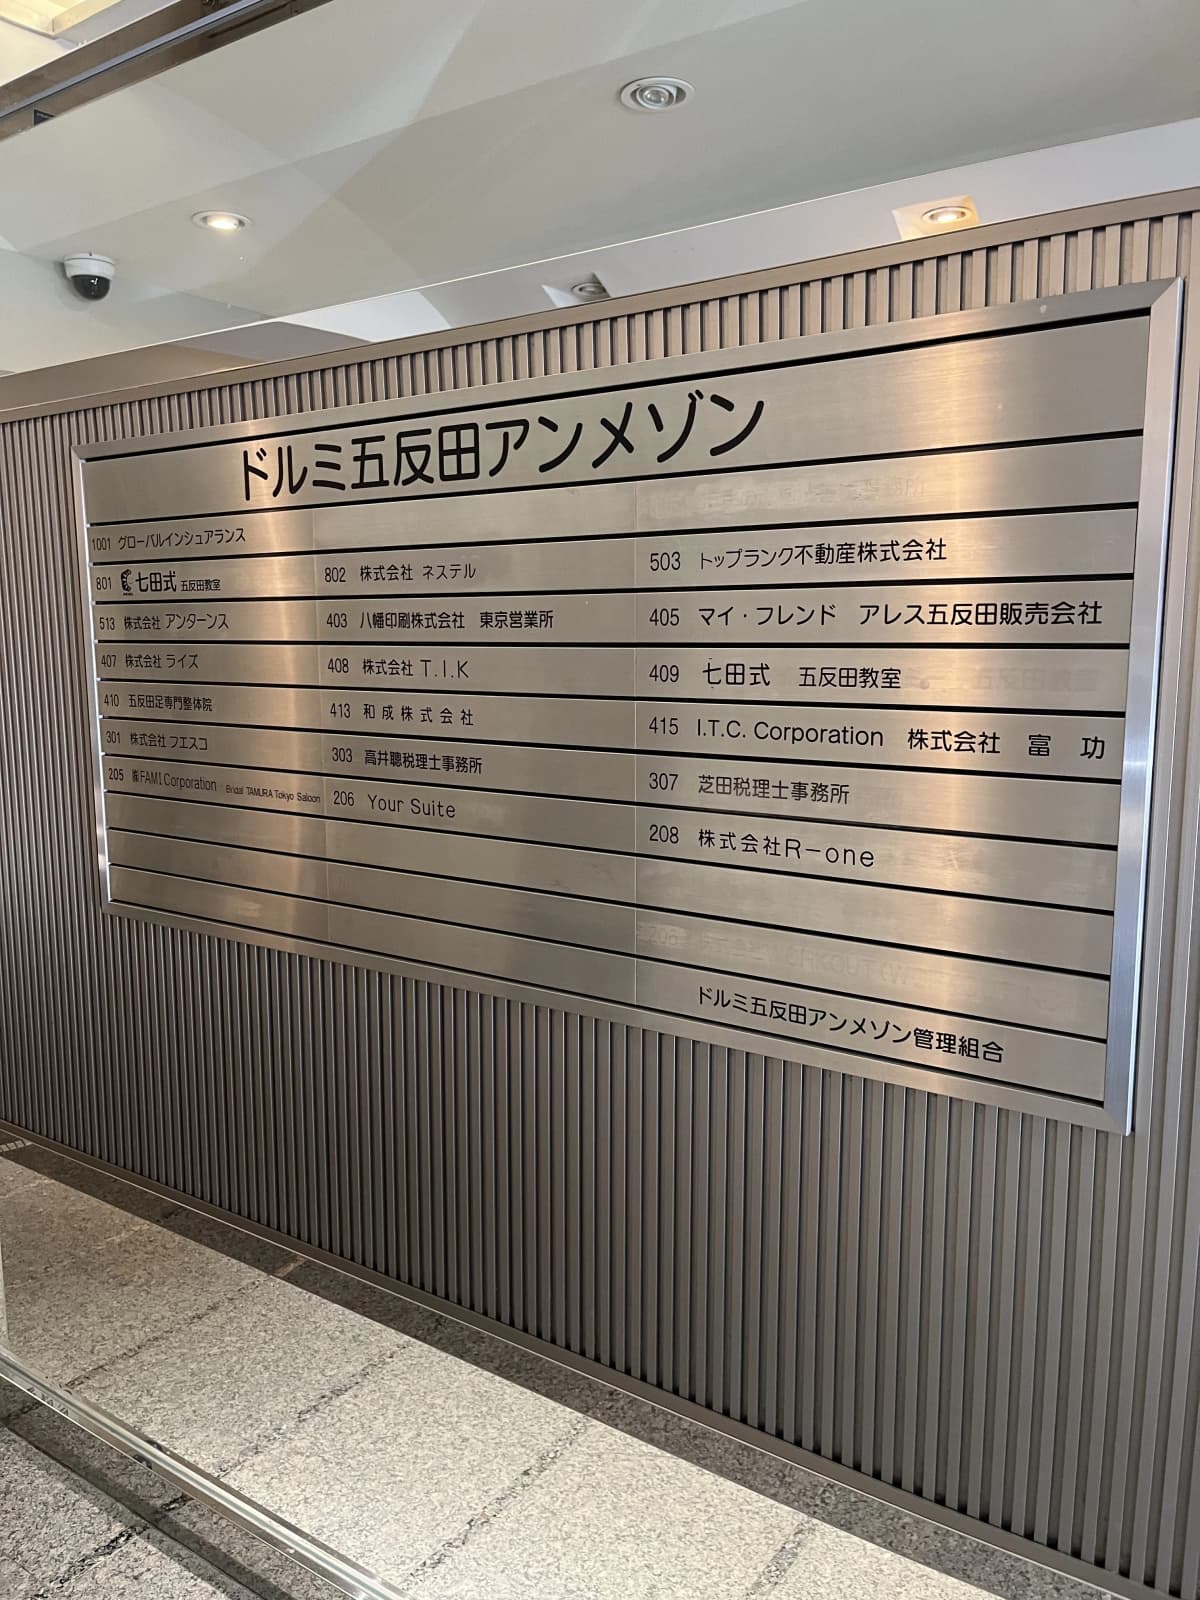 ドルミ五反田アンメゾン
1001 グローバルインシュアランス
503 トップランク不動産株式会社
801 七田式 五反田教室
802 株式会社 ネステル
405 マイ・フレンド アレス五反田販売会社
513 株式会社 アンターンス
403 八幡印刷株式会社 東京営業所
409 七田式 五反田教室
407 株式会社 ライズ
408 株式会社 T.I.K
415 I.T.C. Corporation 株式会社 富功
410 五反田足専門整体院
413 和成株式会社
307 芝田税理士事務所
301 株式会社 フエスコ
303 高井聰税理士事務所
208 株式会社R-one
205 ㈱FAMI Corporation Bridal TAMURA Tokyo Saloon
206 Your Suite
ドルミ五反田アンメゾン管理組合